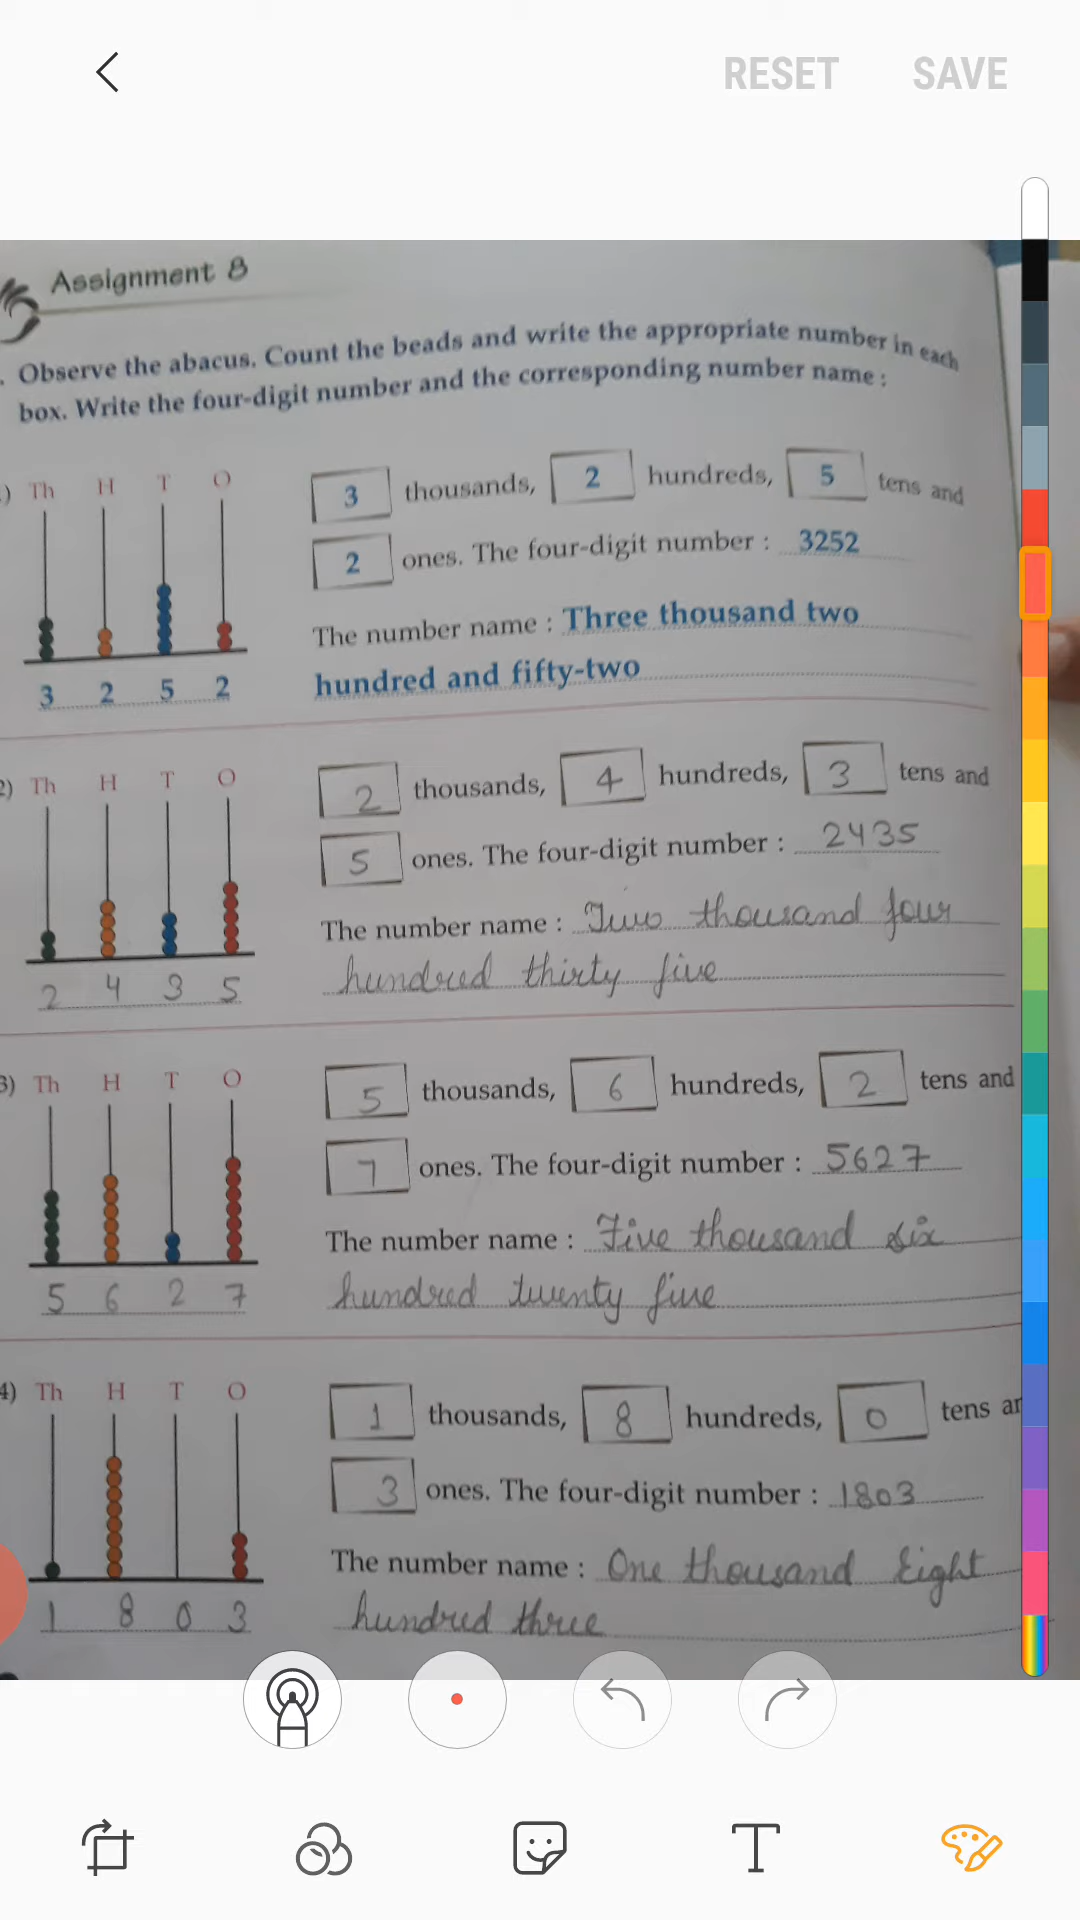 RESET SAVE
Assignment 8
. Observe the abacus. Count the beads and write the appropriate number in each
box. Write the four-digit number and the corresponding number name :
) Th H T O
3 thousands, 2 hundreds, 5 tens and
2 ones. The four-digit number : 3252
The number name : Three thousand two
hundred and fifty-two
3 2 5 2
2) Th H T O
2 thousands, 4 hundreds, 3 tens and
5 ones. The four-digit number : 2435
The number name : Two thousand four
hundred thirty five
2 4 3 5
3) Th H T O
5 thousands, 6 hundreds, 2 tens and
7 ones. The four-digit number : 5627
The number name : Five thousand six
hundred twenty five
5 6 2 7
4) Th H T O
1 thousands, 8 hundreds, 0 tens ar
3 ones. The four-digit number : 1803
The number name : One thousand Eight
hundred three
1 8 0 3
T